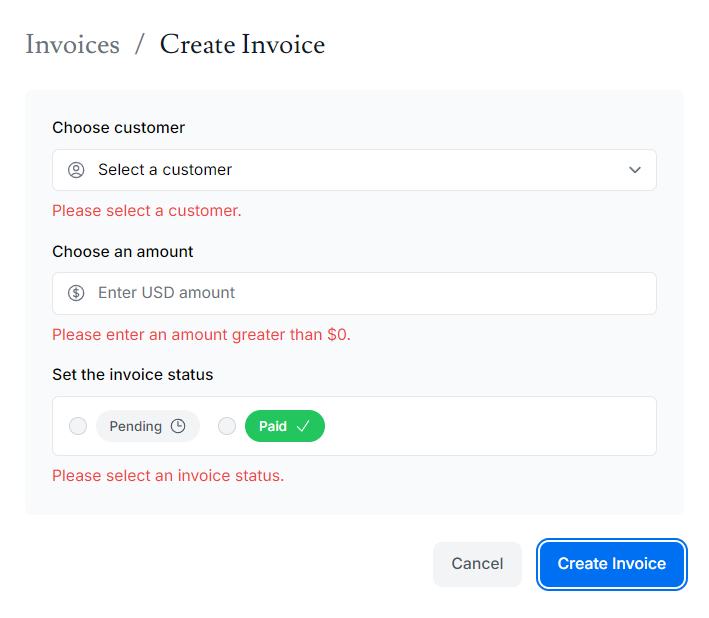 Invoices / Create Invoice
Choose customer
Select a customer
Please select a customer.
Choose an amount
Enter USD amount
Please enter an amount greater than $0.
Set the invoice status
Pending Paid
Please select an invoice status.
Cancel Create Invoice